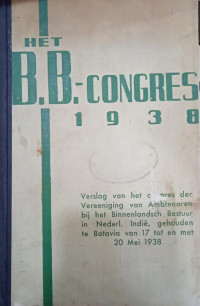 HET
B.B.-CONGRES
1938
Verslag van het congres der
Vereeniging van Ambtenaren
bij het Binnenlandsch Bestuur
in Nederl. Indië, gehouden
te Batavia van 17 tot en met
20 Mei 1938